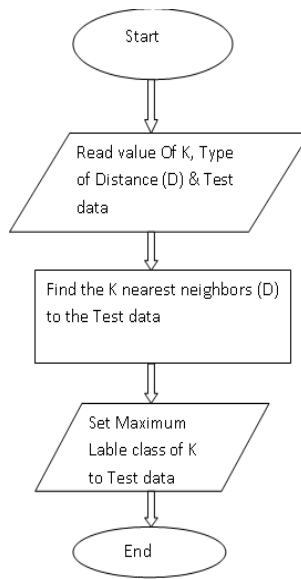 Start
Read value Of K, Type
of Distance (D) & Test
data
Find the K nearest neighbors (D)
to the Test data
Set Maximum
Lable class of K
to Test data
End